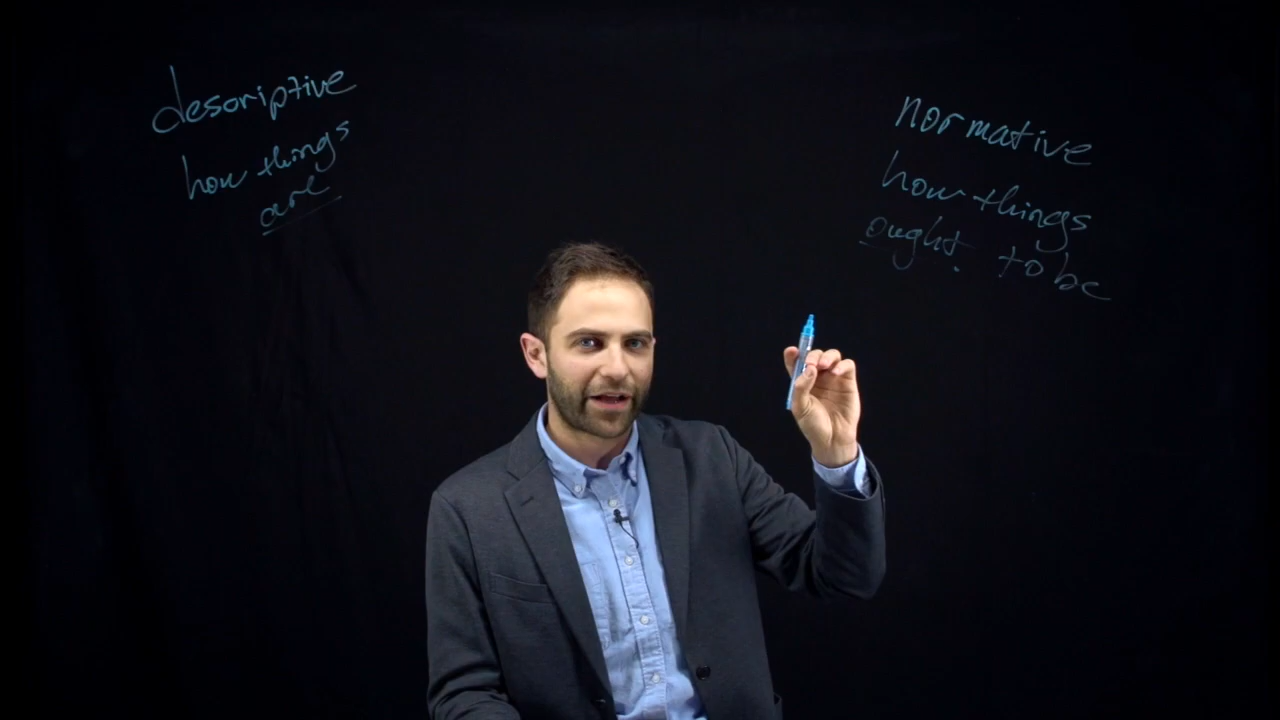 descriptive
how things
are
normative
how things
ought to be